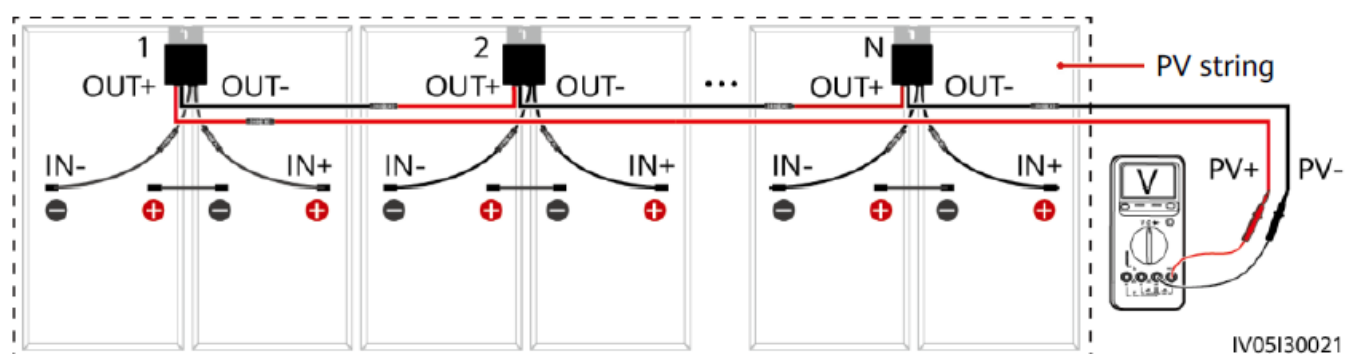 1
2
N
PV string
OUT+
OUT-
OUT+
OUT-
...
OUT+
OUT-
IN-
IN+
IN-
IN+
IN-
IN+
V
PV+
PV-
IV05I30021